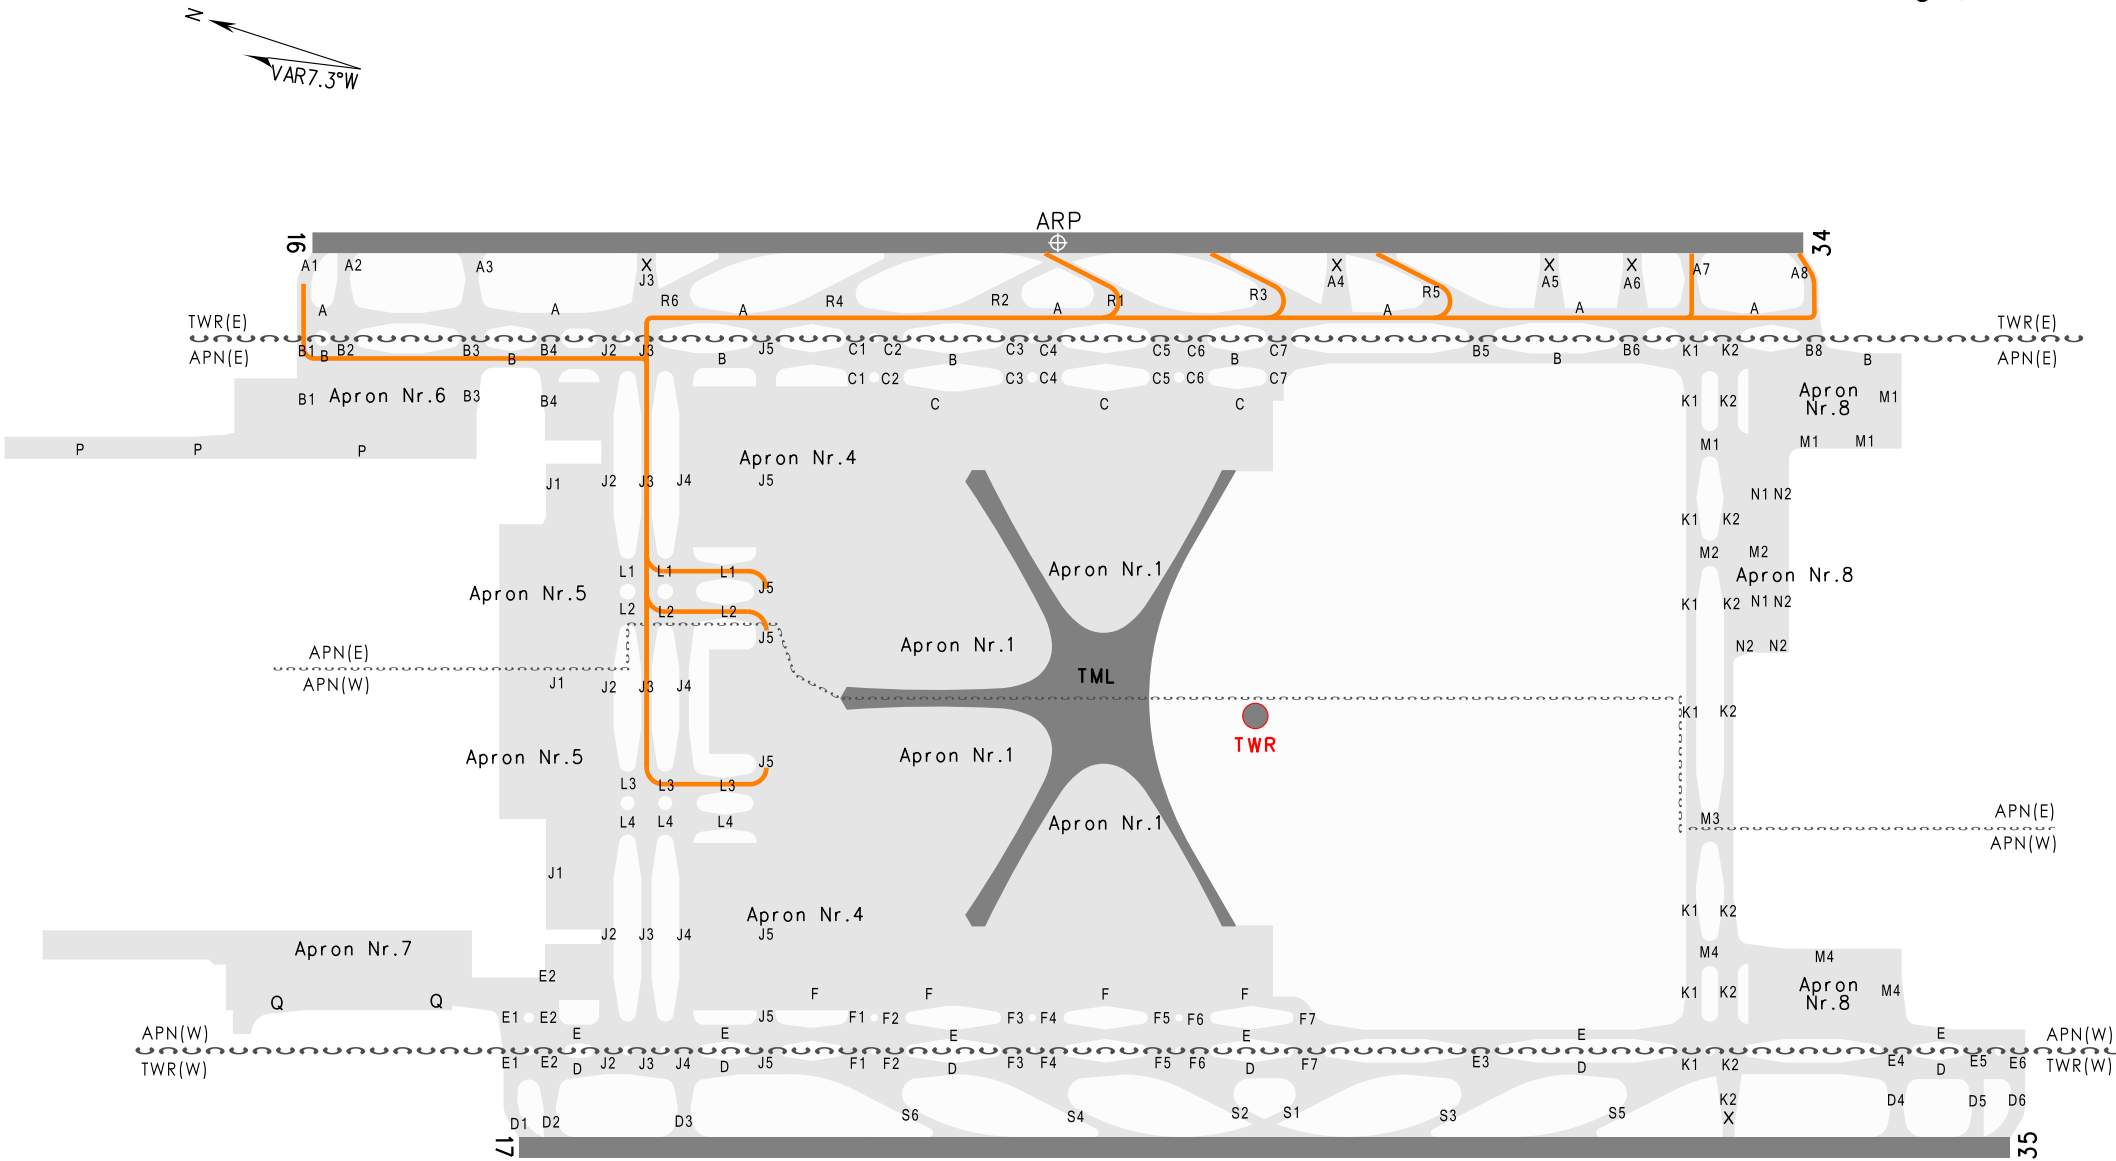 N
VAR7.3°W
ARP
16
34
A1 A2 A3 X X X X A7 A8
J3 A4 A5 A6
A A R6 A R4 R2 A R1 R3 A R5 A A
TWR(E) TWR(E)
APN(E) APN(E)
B1 B B2 B3 B B4 J2 J3 B J5 C1 C2 B C3 C4 C5 C6 B C7 B5 B B6 K1 K2 B8 B
C1 C2 C3 C4 C5 C6 C7
B1 Apron Nr.6 B3 B4 C C C K1 K2 Apron M1
Nr.8
P P P M1 M1 M1
Apron Nr.4
J1 J2 J3 J4 J5 N1 N2
K1 K2
M2 M2
L1 L1 L1 Apron Nr.1 Apron Nr.8
Apron Nr.5 J5
L2 L2 L2 K1 K2 N1 N2
J5
APN(E) Apron Nr.1 N2 N2
APN(W) J1 J2 J3 J4 TML
K1 K2
TWR
Apron Nr.5 Apron Nr.1 J5
L3 L3 L3
L4 L4 L4 Apron Nr.1 M3 APN(E)
APN(W)
J1
Apron Nr.4 K1 K2
Apron Nr.7 J2 J3 J4 J5 M4 M4
E2 Apron M4
Q Q F F F F K1 K2 Nr.8
E1 E2 J5 F1 F2 F3 F4 F5 F6 F7
APN(W) E E E E E E APN(W)
TWR(W) E1 E2 D J2 J3 J4 D J5 F1 F2 D F3 F4 F5 F6 D F7 E3 D K1 K2 E4 D E5 E6 TWR(W)
D1 D2 D3 S6 S4 S2 S1 S3 S5 K2 D4 D5 D6
X
17
35